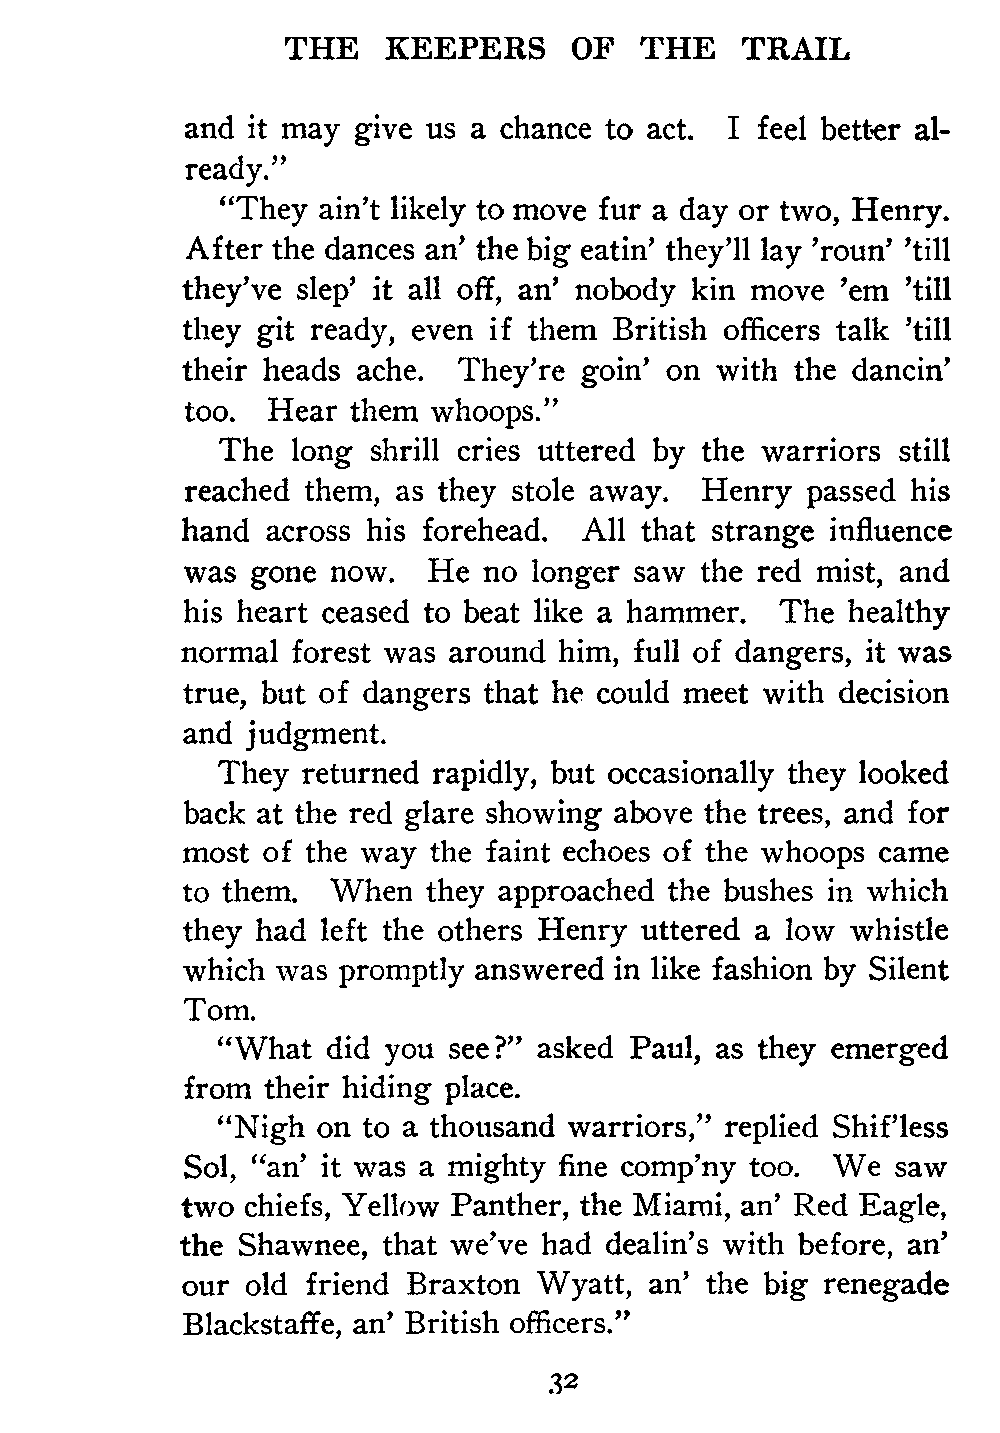 THE KEEPERS OF THE TRAIL
and it may give us a chance to act. I feel better al-
ready."
"They ain't likely to move fur a day or two, Henry.
After the dances an' the big eatin' they'll lay 'roun' 'till
they've slep' it all off, an' nobody kin move 'em 'till
they git ready, even if them British officers talk 'till
their heads ache. They're goin' on with the dancin'
too. Hear them whoops."
The long shrill cries uttered by the warriors still
reached them, as they stole away. Henry passed his
hand across his forehead. All that strange influence
was gone now. He no longer saw the red mist, and
his heart ceased to beat like a hammer. The healthy
normal forest was around him, full of dangers, it was
true, but of dangers that he could meet with decision
and judgment.
They returned rapidly, but occasionally they looked
back at the red glare showing above the trees, and for
most of the way the faint echoes of the whoops came
to them. When they approached the bushes in which
they had left the others Henry uttered a low whistle
which was promptly answered in like fashion by Silent
Tom.
"What did you see?" asked Paul, as they emerged
from their hiding place.
"Nigh on to a thousand warriors," replied Shif'less
Sol, "an' it was a mighty fine comp'ny too. We saw
two chiefs, Yellow Panther, the Miami, an' Red Eagle,
the Shawnee, that we've had dealin's with before, an'
our old friend Braxton Wyatt, an' the big renegade
Blackstaffe, an' British officers."
32